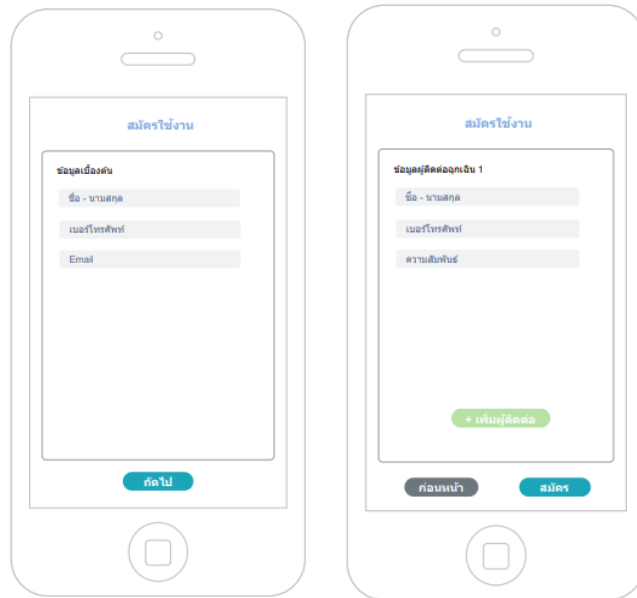 สมัครใช้งาน
ข้อมูลเบื้องต้น
ชื่อ - นามสกุล
เบอร์โทรศัพท์
Email
ถัดไป
สมัครใช้งาน
ข้อมูลผู้ติดต่อฉุกเฉิน 1
ชื่อ - นามสกุล
เบอร์โทรศัพท์
ความสัมพันธ์
+ เพิ่มผู้ติดต่อ
ก่อนหน้า
สมัคร